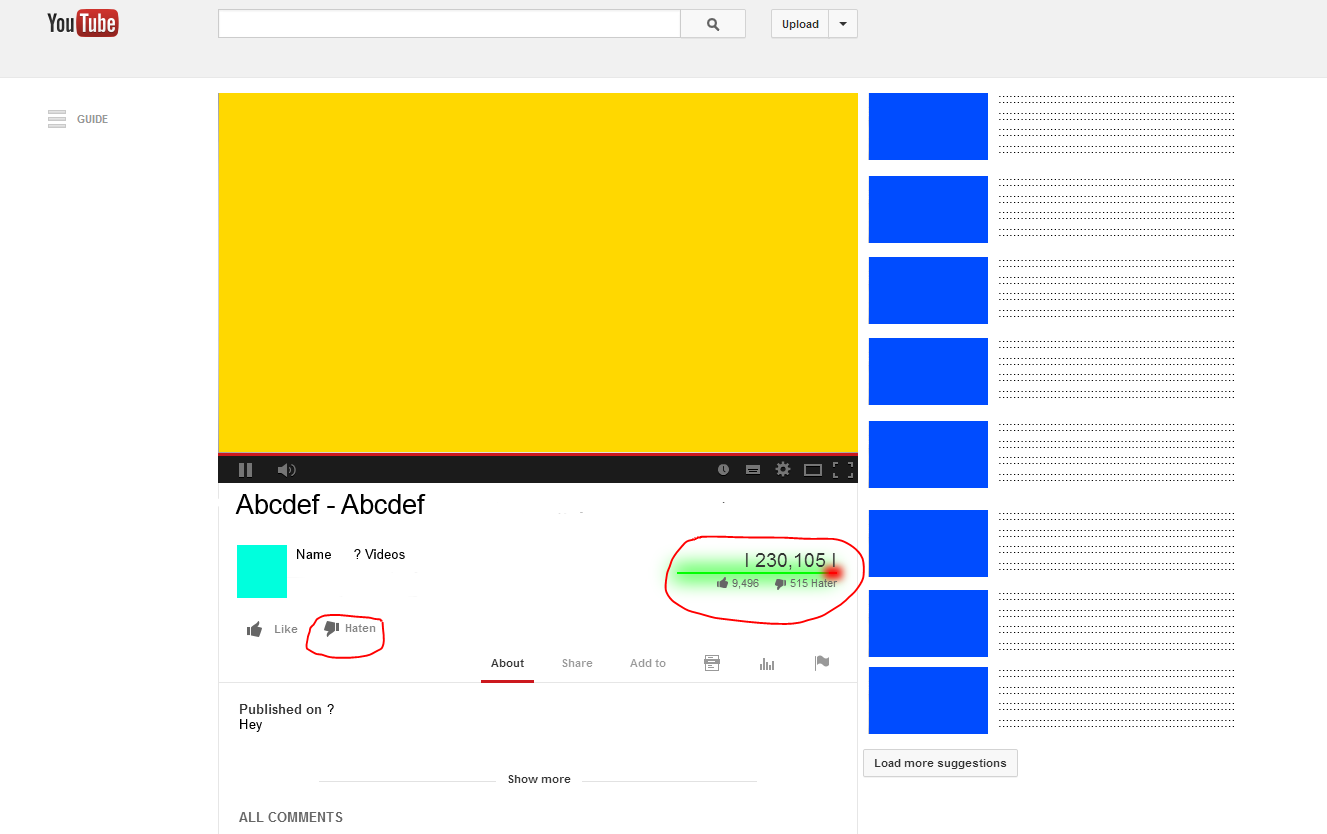 YouTube
Upload
GUIDE
Abcdef - Abcdef
Name ? Videos
| 230,105 |
9,496 515 Hater
Like Haten
About Share Add to
Published on ?
Hey
Show more
ALL COMMENTS
Load more suggestions